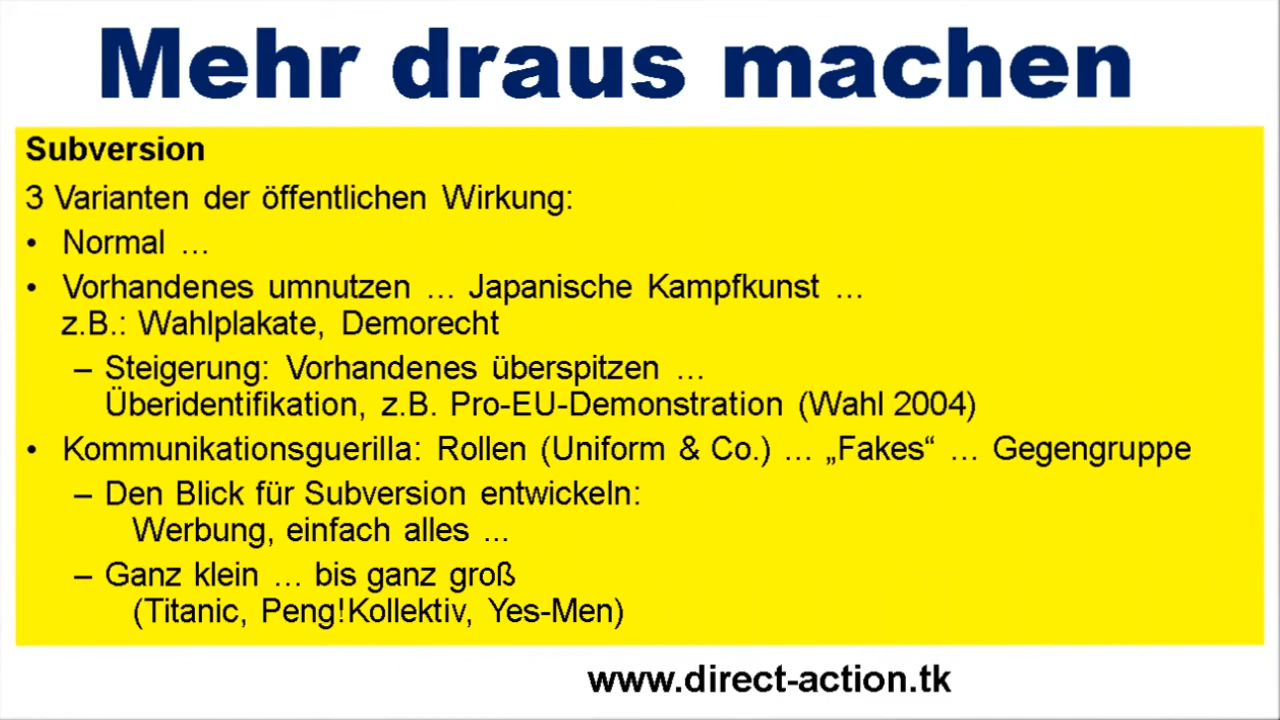 Mehr draus machen
Subversion
3 Varianten der öffentlichen Wirkung:
• Normal …
• Vorhandenes umnutzen … Japanische Kampfkunst …
z.B.: Wahlplakate, Demorecht
– Steigerung: Vorhandenes überspitzen …
Überidentifikation, z.B. Pro-EU-Demonstration (Wahl 2004)
• Kommunikationsguerilla: Rollen (Uniform & Co.) … „Fakes“ … Gegengruppe
– Den Blick für Subversion entwickeln:
Werbung, einfach alles ...
– Ganz klein … bis ganz groß
(Titanic, Peng!Kollektiv, Yes-Men)
www.direct-action.tk